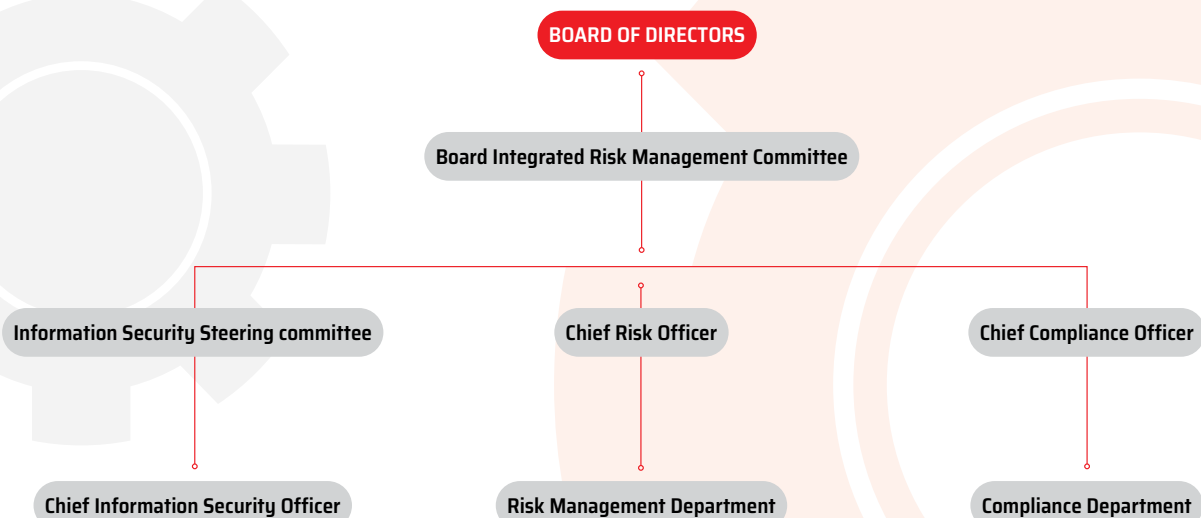 BOARD OF DIRECTORS
Board Integrated Risk Management Committee
Information Security Steering committee
Chief Risk Officer
Chief Compliance Officer
Chief Information Security Officer
Risk Management Department
Compliance Department